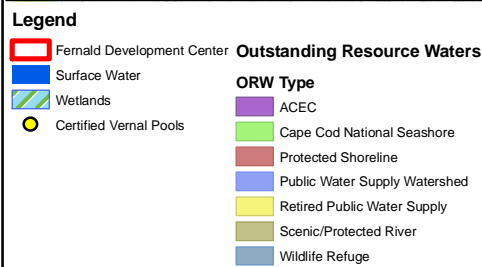 Legend
Fernald Development Center
Surface Water
Wetlands
Certified Vernal Pools
Outstanding Resource Waters
ORW Type
ACEC
Cape Cod National Seashore
Protected Shoreline
Public Water Supply Watershed
Retired Public Water Supply
Scenic/Protected River
Wildlife Refuge